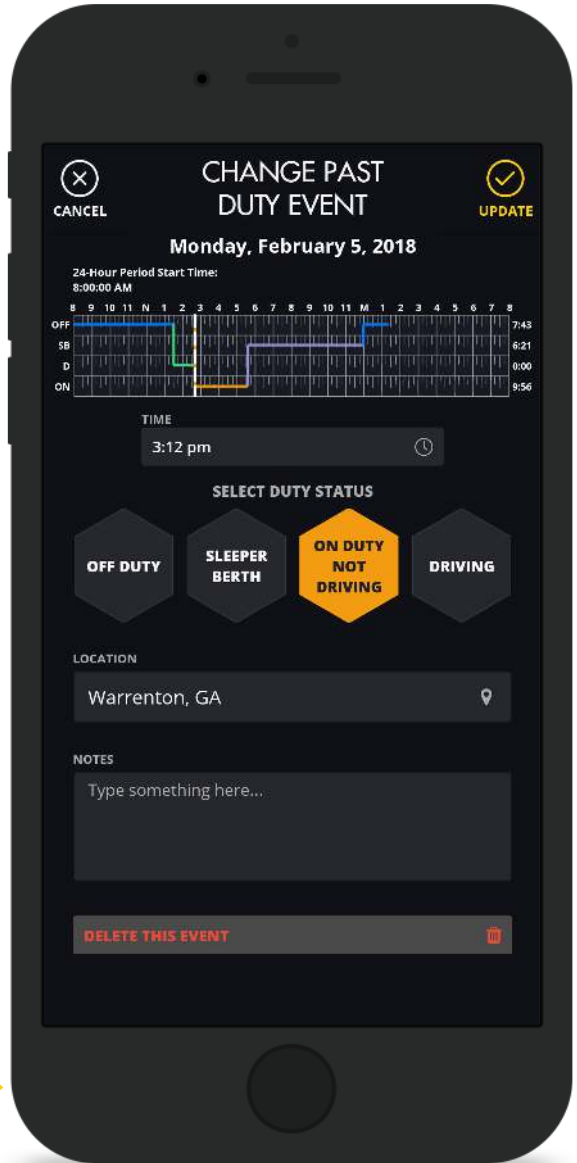 CHANGE PAST
DUTY EVENT
CANCEL
UPDATE
Monday, February 5, 2018
24-Hour Period Start Time:
8:00:00 AM
8 9 10 11 N 1 2 3 4 5 6 7 8 9 10 11 M 1 2 3 4 5 6 7 8
OFF 7:43
SB 6:21
D 0:00
ON 9:56
TIME
3:12 pm
SELECT DUTY STATUS
OFF DUTY
SLEEPER
BERTH
ON DUTY
NOT
DRIVING
DRIVING
LOCATION
Warrenton, GA
NOTES
Type something here...
DELETE THIS EVENT